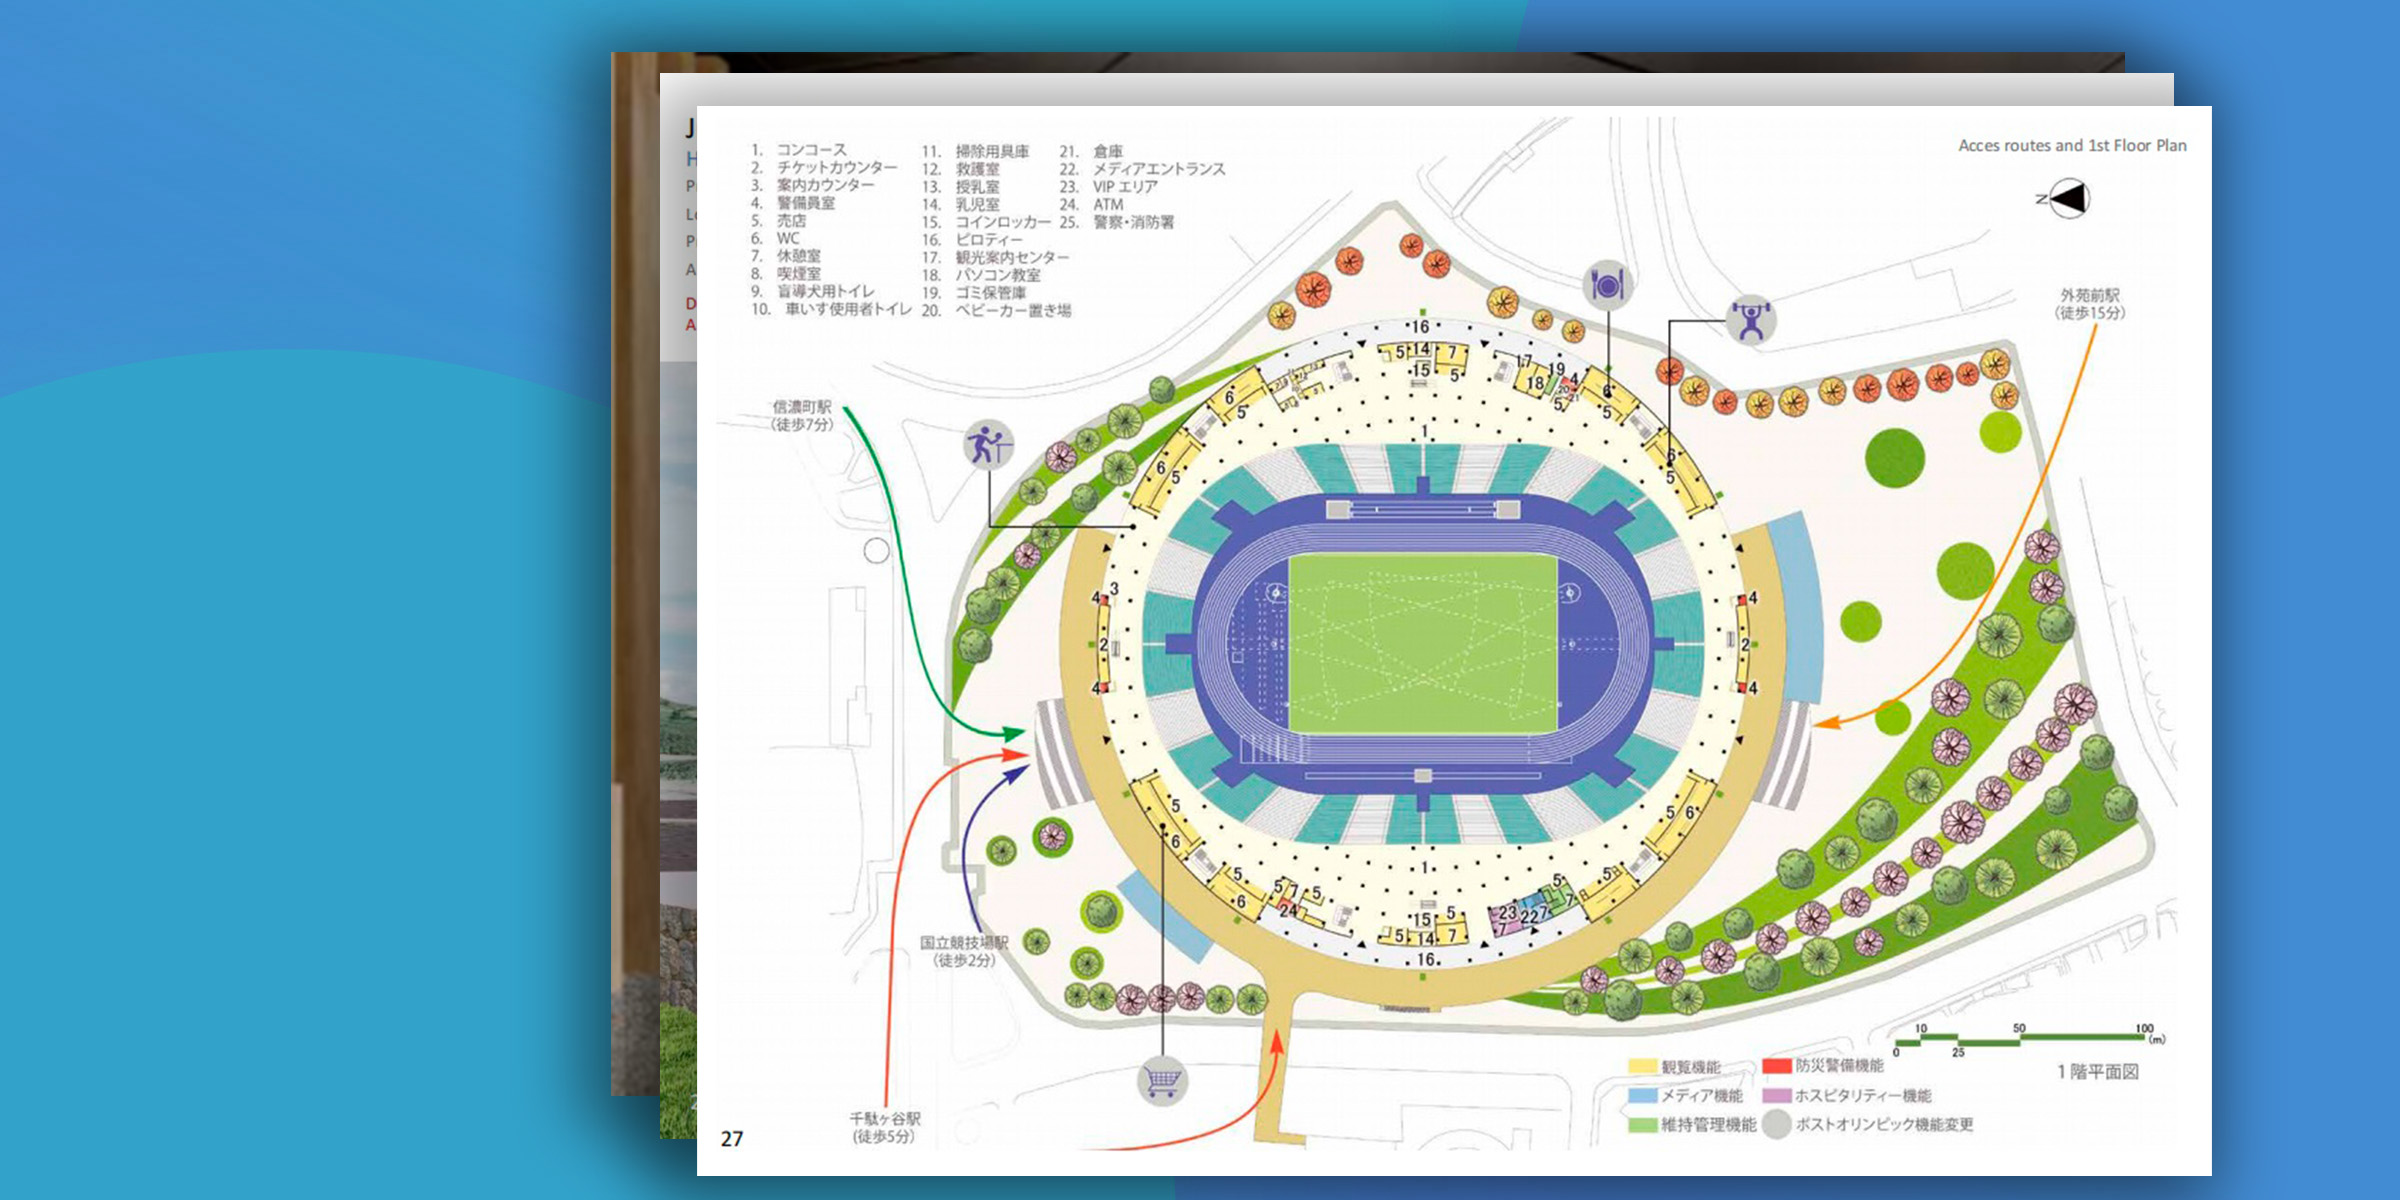 Acces routes and 1st Floor Plan
1. コンコース
2. チケットカウンター
3. 案内カウンター
4. 警備員室
5. 売店
6. WC
7. 休憩室
8. 喫煙室
9. 盲導犬用トイレ
10. 車いす使用者トイレ
11. 掃除用具庫
12. 救護室
13. 授乳室
14. 乳児室
15. コインロッカー
16. ピロティー
17. 観光案内センター
18. パソコン教室
19. ゴミ保管庫
20. ベビーカー置き場
21. 倉庫
22. メディアエントランス
23. VIP エリア
24. ATM
25. 警察・消防署
N
外苑前駅
(徒歩15分)
信濃町駅
(徒歩7分)
国立競技場駅
(徒歩2分)
千駄ヶ谷駅
(徒歩5分)
16
5 14 7
15 5
17 19 4
18 20 21
5
6
5
6
5
6
5
6
5
1
4 3
2
4
4
2
4
5
6
5
6
5 7 5
24
1
15 5
5 14 7
16
23 22 7 7 5
7
5
5 6
10 50 100
(m)
0 25
1階平面図
観覧機能
防災警備機能
メディア機能
ホスピタリティー機能
維持管理機能
ポストオリンピック機能変更
27
J
H
P
Lo
P
A
D
A